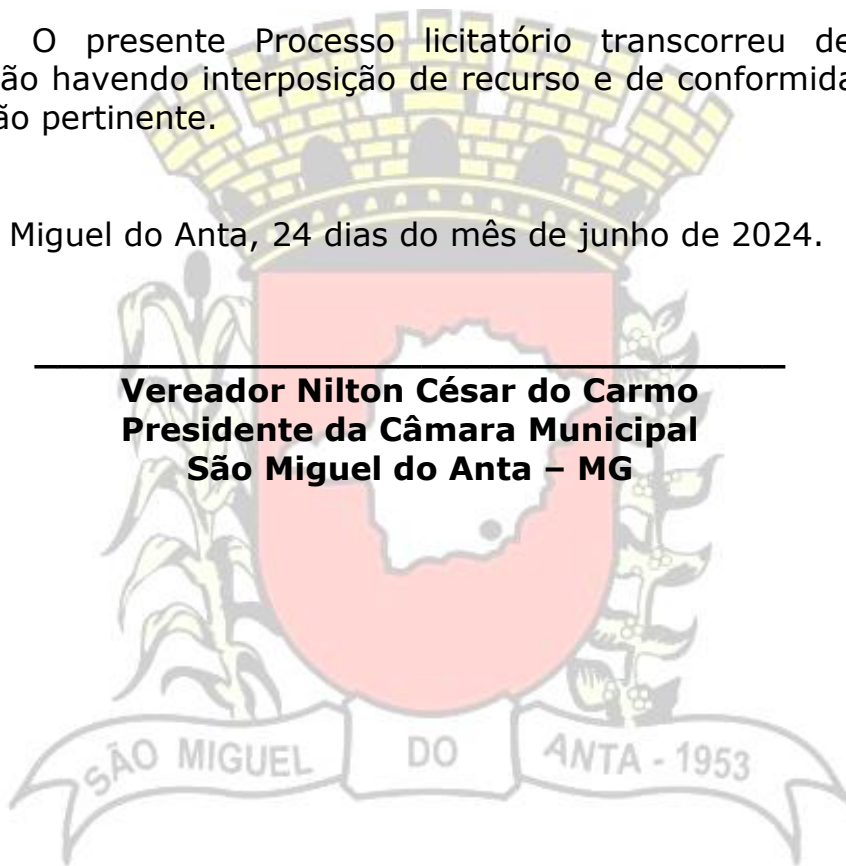 O presente Processo licitatório transcorreu de
ão havendo interposição de recurso e de conformida
ão pertinente.
Miguel do Anta, 24 dias do mês de junho de 2024.
Vereador Nilton César do Carmo
Presidente da Câmara Municipal
São Miguel do Anta – MG
SÃO MIGUEL DO ANTA - 1953